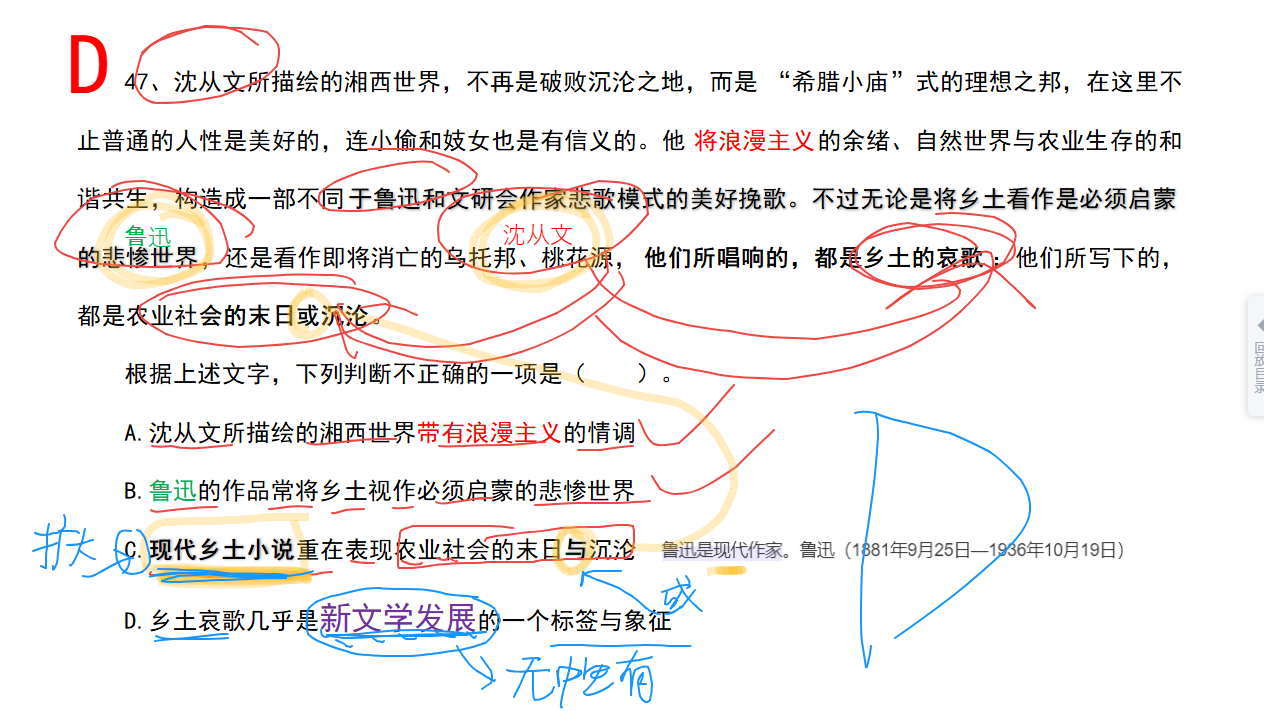 D
47、沈从文所描绘的湘西世界，不再是破败沉沦之地，而是 “希腊小庙”式的理想之邦，在这里不
止普通的人性是美好的，连小偷和妓女也是有信义的。他 将浪漫主义的余绪、自然世界与农业生存的和
谐共生，构造成一部不同于鲁迅和文研会作家悲歌模式的美好挽歌。不过无论是将乡土看作是必须启蒙
鲁迅
沈从文
的悲惨世界，还是看作即将消亡的乌托邦、桃花源，他们所唱响的，都是乡土的哀歌；他们所写下的，
都是农业社会的末日或沉沦。
根据上述文字，下列判断不正确的一项是（　　）。
A.沈从文所描绘的湘西世界带有浪漫主义的情调
B.鲁迅的作品常将乡土视作必须启蒙的悲惨世界
扩大
C.现代乡土小说重在表现农业社会的末日与沉沦
鲁迅是现代作家。鲁迅（1881年9月25日—1936年10月19日）
或
D.乡土哀歌几乎是新文学发展的一个标签与象征
无中生有
D
回放目录